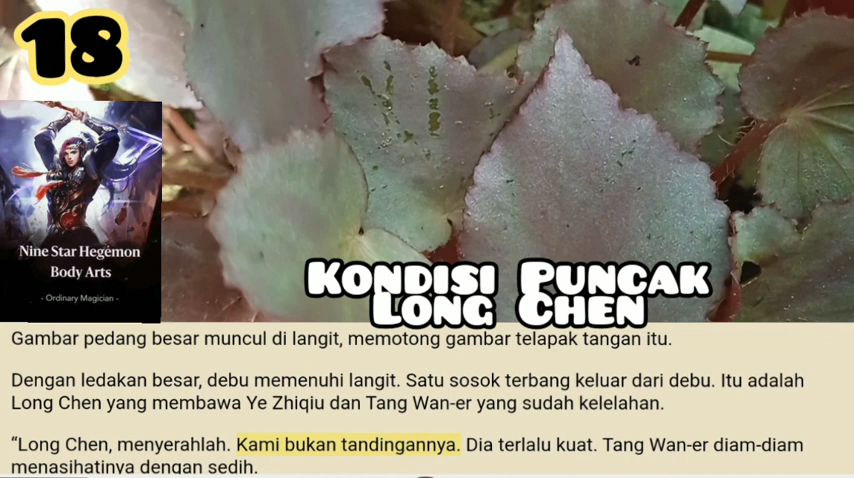 18
Nine Star Hegemon
Body Arts
- Ordinary Magician -
Kondisi Puncak
Long Chen
Gambar pedang besar muncul di langit, memotong gambar telapak tangan itu.
Dengan ledakan besar, debu memenuhi langit. Satu sosok terbang keluar dari debu. Itu adalah
Long Chen yang membawa Ye Zhiqiu dan Tang Wan-er yang sudah kelelahan.
“Long Chen, menyerahlah. Kami bukan tandingannya. Dia terlalu kuat. Tang Wan-er diam-diam
menasihatinya dengan sedih.